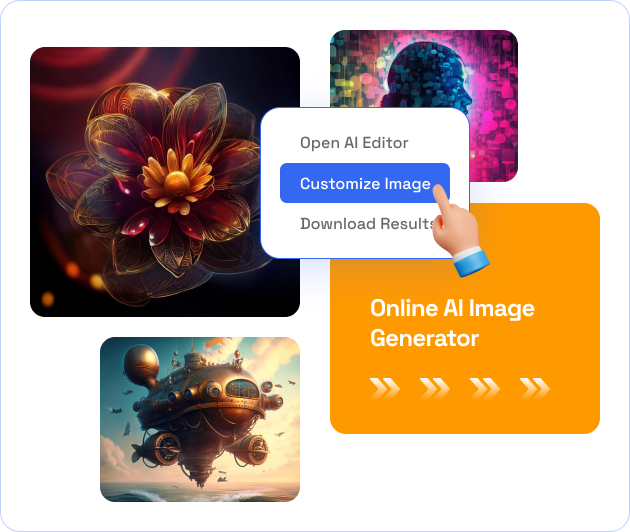 Open AI Editor
Customize Image
Download Results
Online AI Image
Generator